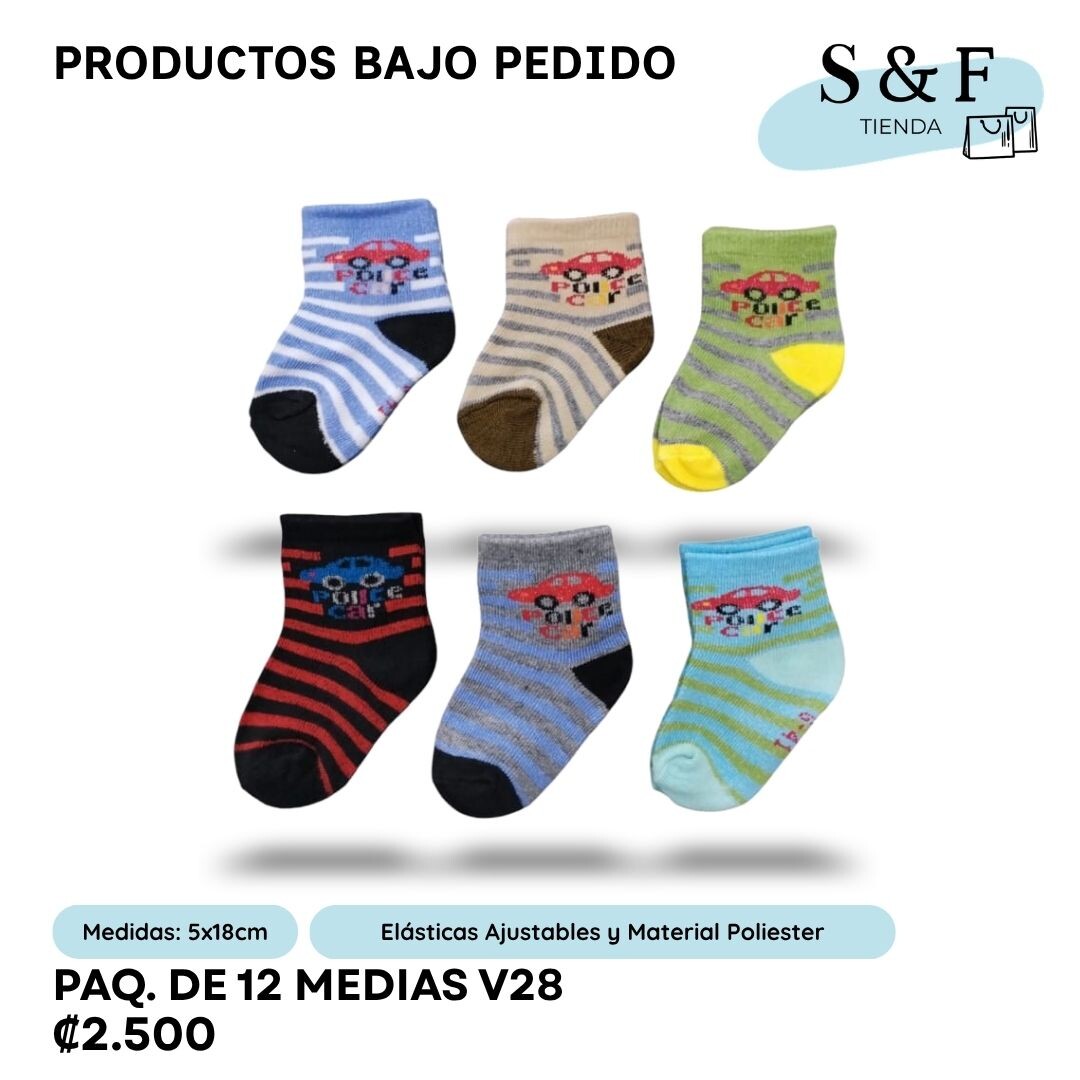 PRODUCTOS BAJO PEDIDO
S & F
TIENDA
Police
car
Police
car
Police
car
Police
car
Police
car
Police
car
Medidas: 5x18cm
Elásticas Ajustables y Material Poliester
PAQ. DE 12 MEDIAS V28
₡2.500